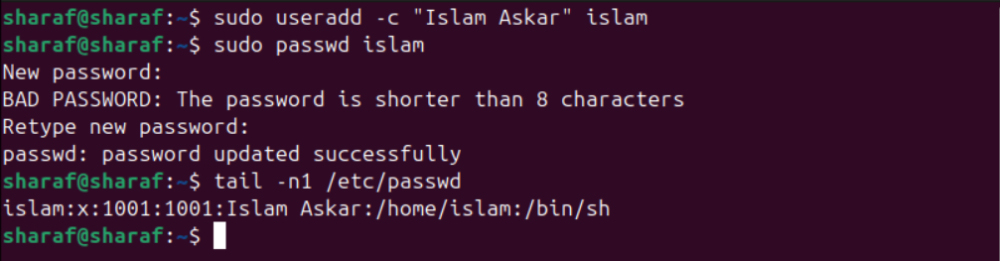 sharaf@sharaf:~$ sudo useradd -c "Islam Askar" islam
sharaf@sharaf:~$ sudo passwd islam
New password:
BAD PASSWORD: The password is shorter than 8 characters
Retype new password:
passwd: password updated successfully
sharaf@sharaf:~$ tail -n1 /etc/passwd
islam:x:1001:1001:Islam Askar:/home/islam:/bin/sh
sharaf@sharaf:~$